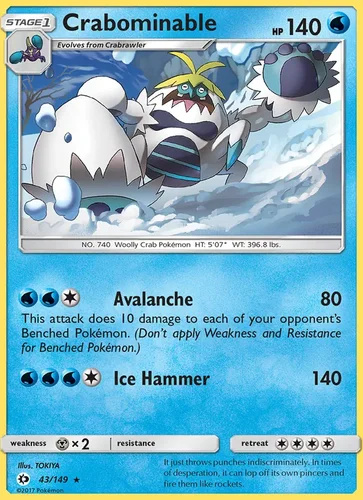 STAGE1 Crabominable HP 140
Evolves from Crabrawler
NO. 740 Woolly Crab Pokémon HT: 5'07" WT: 396.8 lbs.
Avalanche 80
This attack does 10 damage to each of your opponent's
Benched Pokémon. (Don't apply Weakness and Resistance
for Benched Pokémon.)
Ice Hammer 140
weakness × 2 resistance retreat
Illus. TOKIYA
43/149 ★
©2017 Pokémon
It just throws punches indiscriminately. In times of
desperation, it can lop off its own pincers and
fire them like rockets.